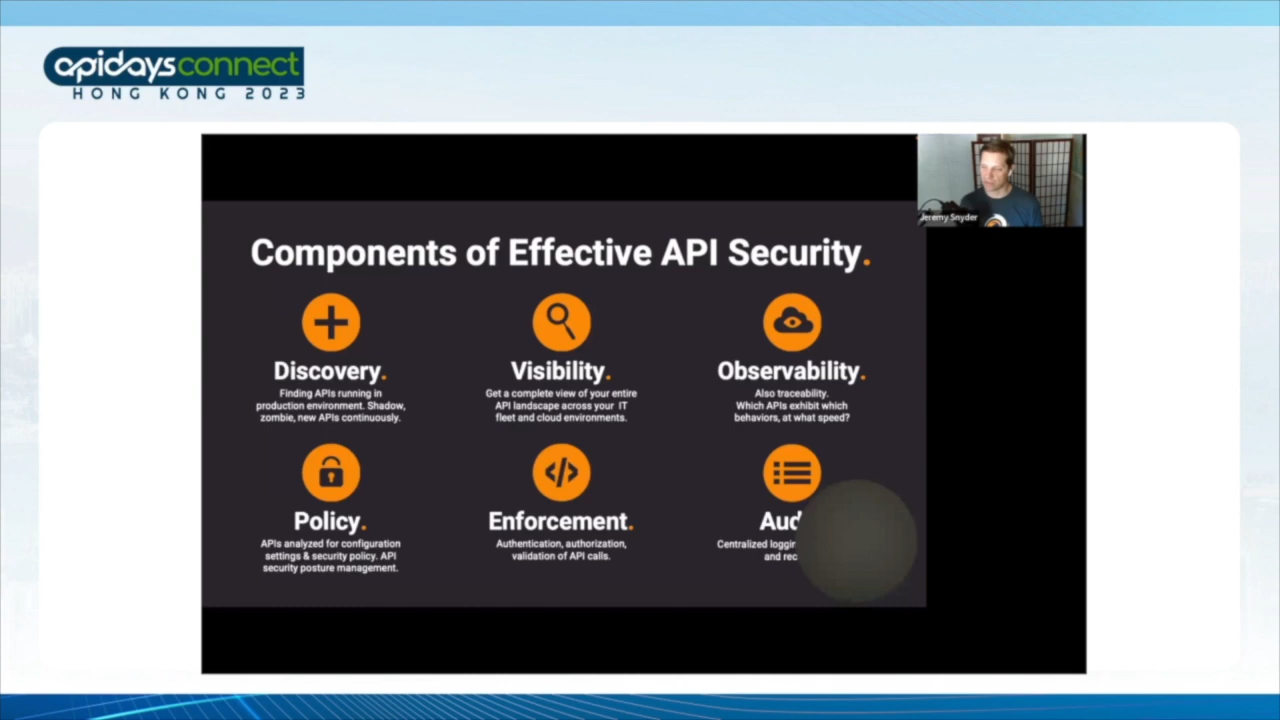 apidays connect
HONG KONG 2023
Jeremy Snyder
Components of Effective API Security.
Discovery.
Finding APIs running in
production environment. Shadow,
zombie, new APIs continuously.
Visibility.
Get a complete view of your entire
API landscape across your IT
fleet and cloud environments.
Observability.
Also traceability.
Which APIs exhibit which
behaviors, at what speed?
Policy.
APIs analyzed for configuration
settings & security policy. API
security posture management.
Enforcement.
Authentication, authorization,
validation of API calls.
Centralized
and